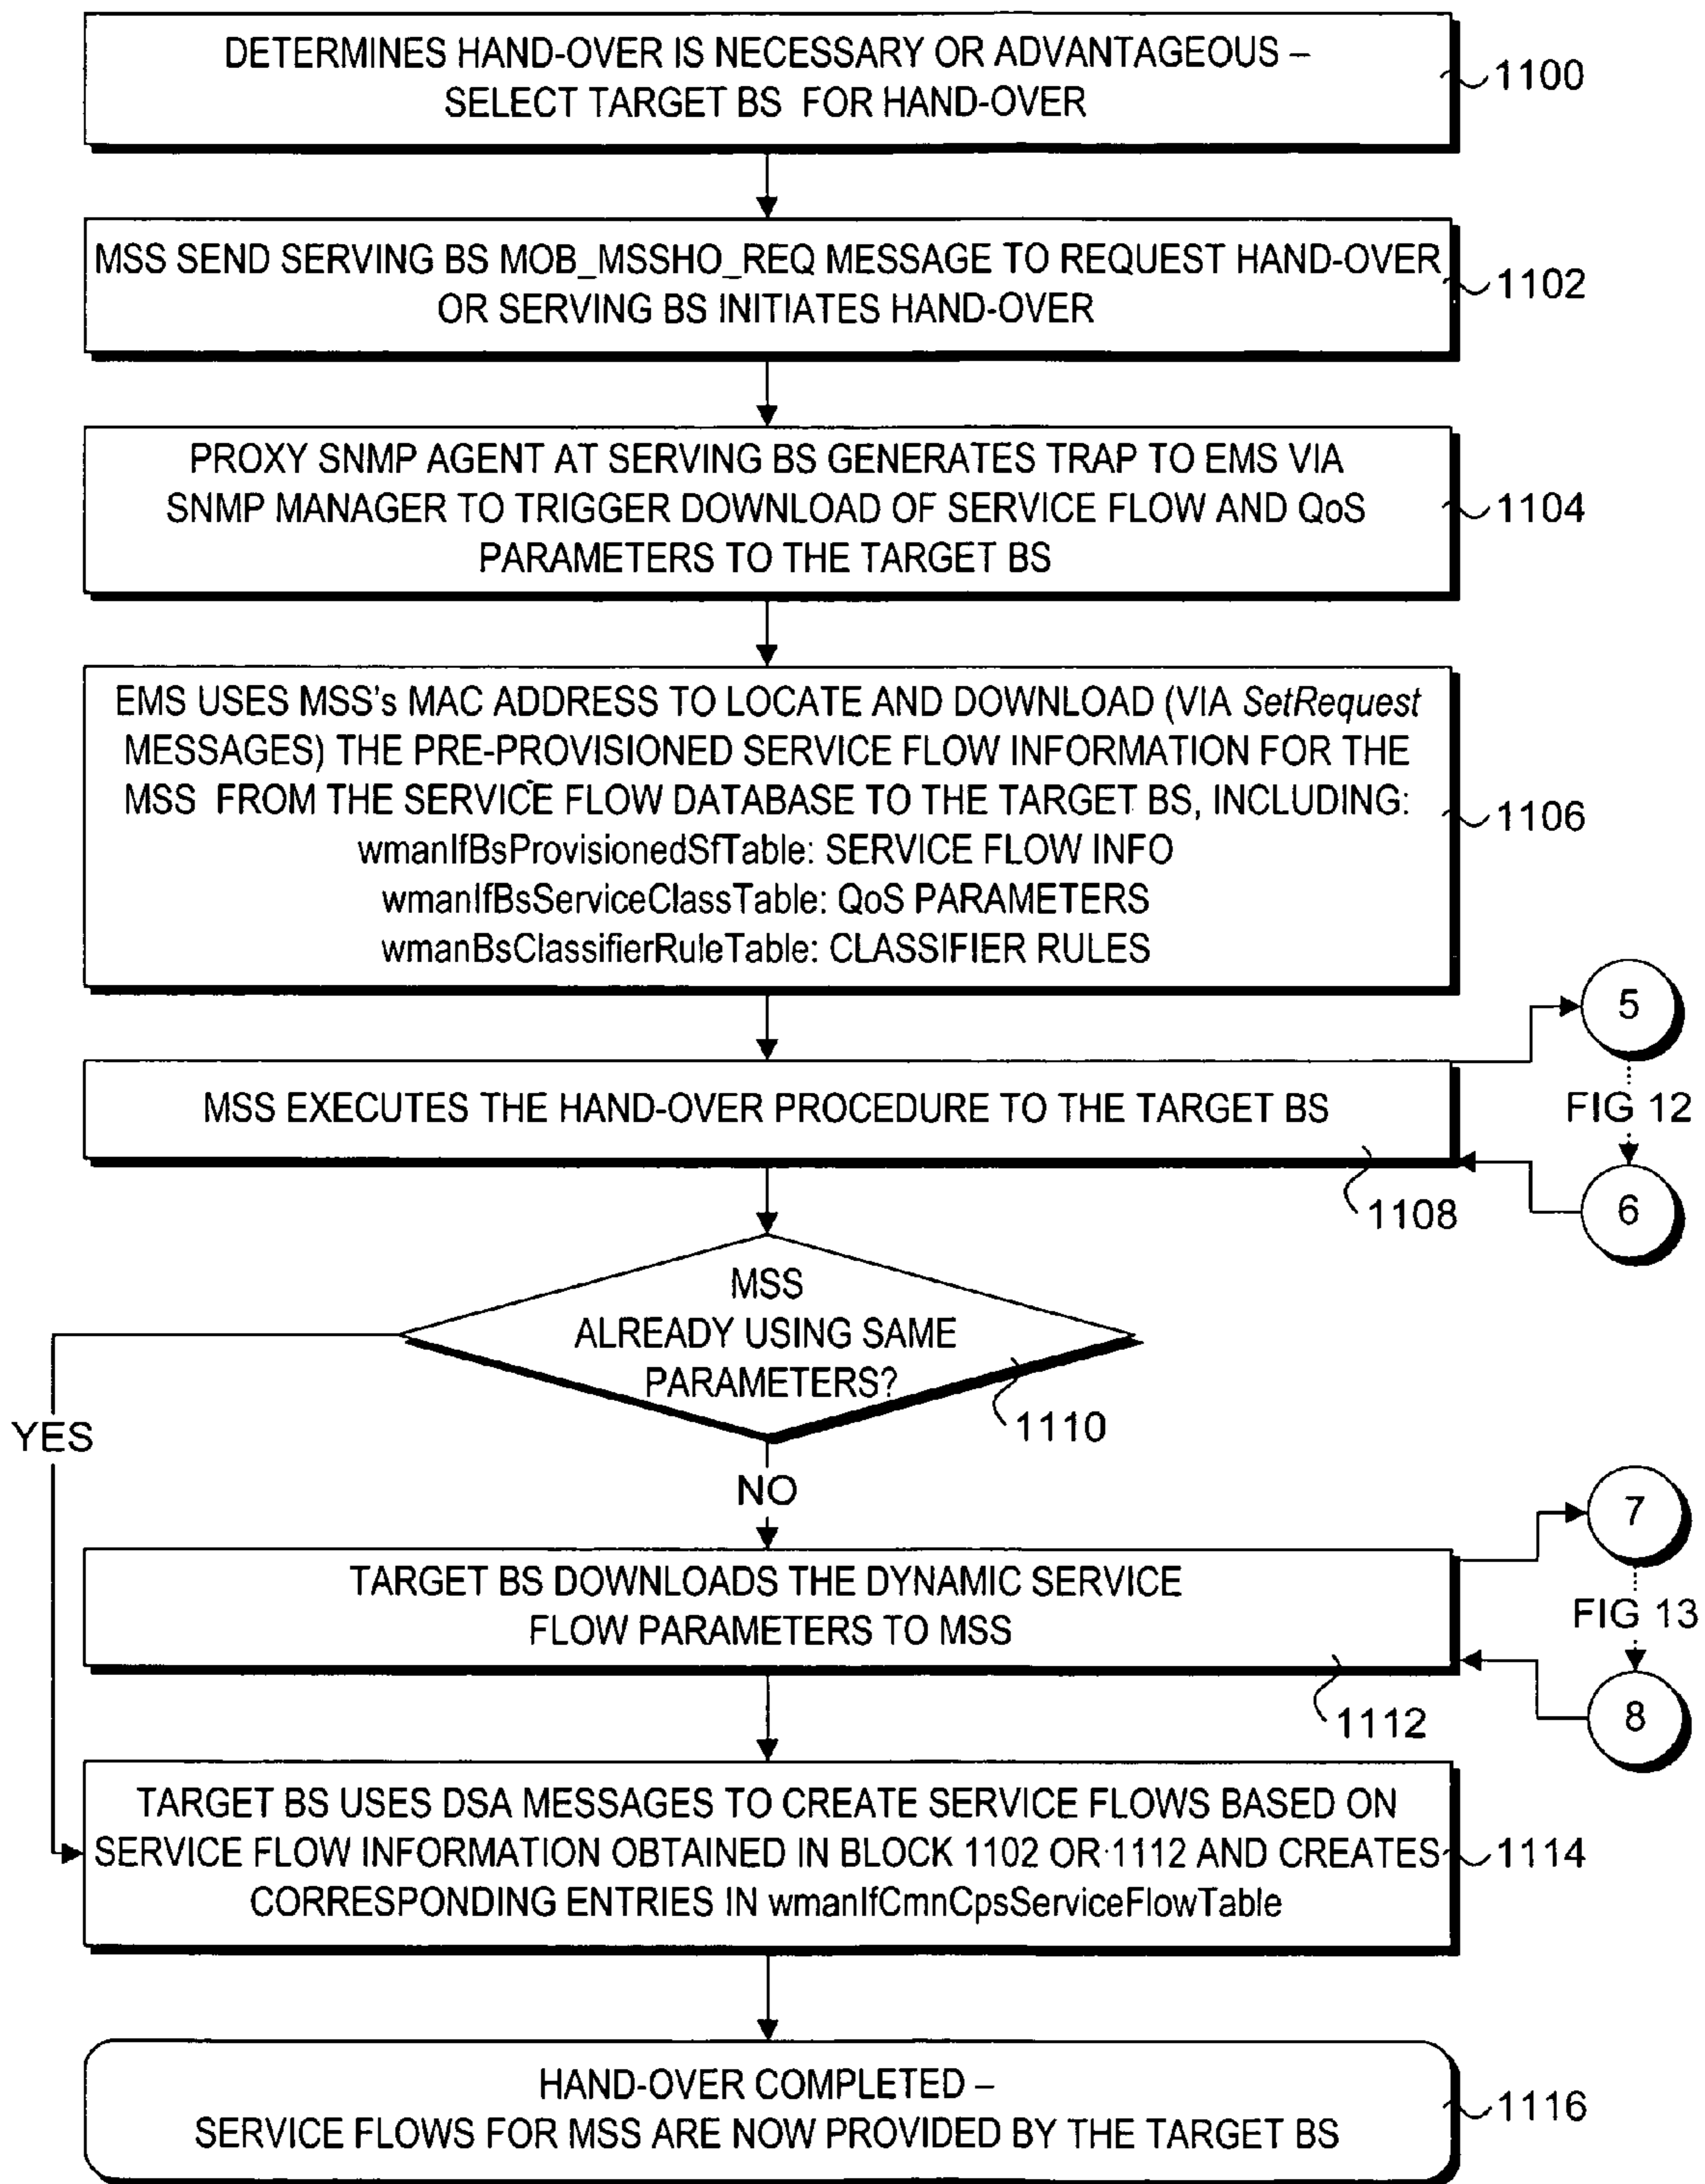 DETERMINES HAND-OVER IS NECESSARY OR ADVANTAGEOUS –
SELECT TARGET BS FOR HAND-OVER
1100
MSS SEND SERVING BS MOB_MSSHO_REQ MESSAGE TO REQUEST HAND-OVER
OR SERVING BS INITIATES HAND-OVER
1102
PROXY SNMP AGENT AT SERVING BS GENERATES TRAP TO EMS VIA
SNMP MANAGER TO TRIGGER DOWNLOAD OF SERVICE FLOW AND QoS
PARAMETERS TO THE TARGET BS
1104
EMS USES MSS's MAC ADDRESS TO LOCATE AND DOWNLOAD (VIA SetRequest
MESSAGES) THE PRE-PROVISIONED SERVICE FLOW INFORMATION FOR THE
MSS FROM THE SERVICE FLOW DATABASE TO THE TARGET BS, INCLUDING:
wmanIfBsProvisionedSfTable: SERVICE FLOW INFO
wmanIfBsServiceClassTable: QoS PARAMETERS
wmanBsClassifierRuleTable: CLASSIFIER RULES
1106
5
MSS EXECUTES THE HAND-OVER PROCEDURE TO THE TARGET BS
FIG 12
1108
6
MSS
ALREADY USING SAME
PARAMETERS?
1110
YES
NO
7
TARGET BS DOWNLOADS THE DYNAMIC SERVICE
FLOW PARAMETERS TO MSS
FIG 13
1112
8
TARGET BS USES DSA MESSAGES TO CREATE SERVICE FLOWS BASED ON
SERVICE FLOW INFORMATION OBTAINED IN BLOCK 1102 OR 1112 AND CREATES
CORRESPONDING ENTRIES IN wmanIfCmnCpsServiceFlowTable
1114
HAND-OVER COMPLETED –
SERVICE FLOWS FOR MSS ARE NOW PROVIDED BY THE TARGET BS
1116